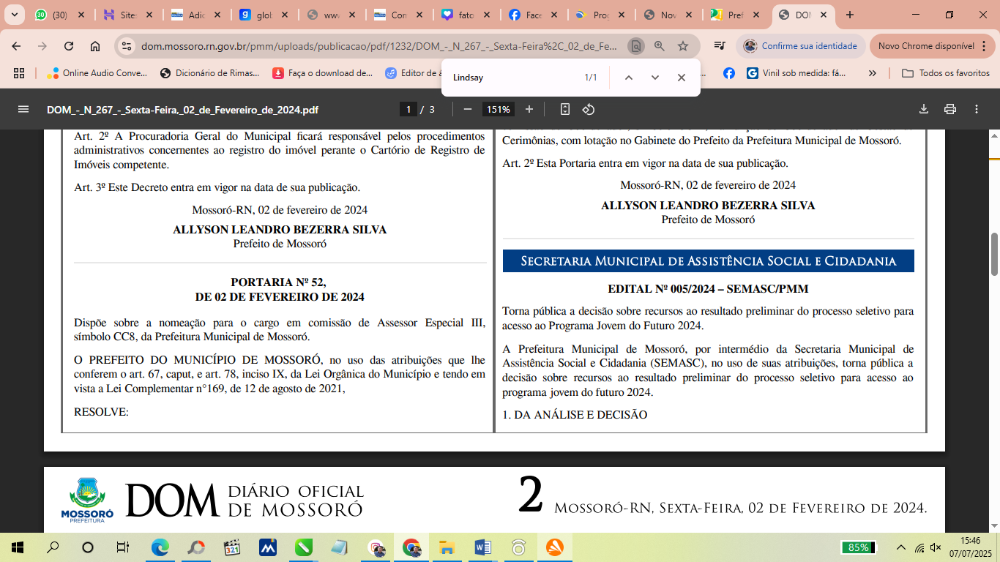 (30)
Sites
Adic
glob
www
Con
fato
Face
Proc
Nov
Pref
DOM
dom.mossoro.rn.gov.br/pmm/uploads/publicacao/pdf/1232/DOM_-_N_267_-_Sexta-Feira%2C_02_de_Fe...
Confirme sua identidade
Novo Chrome disponível
Online Audio Conve...
Dicionário de Rimas...
Faça o download de...
Editor de á
Vinil sob medida: fá...
Todos os favoritos
Lindsay
1/1
DOM_-_N_267_-_Sexta-Feira,_02_de_Fevereiro_de_2024.pdf
1 / 3
151%
Art. 2º A Procuradoria Geral do Municipal ficará responsável pelos procedimentos
administrativos concernentes ao registro do imóvel perante o Cartório de Registro de
Imóveis competente.
Art. 3º Este Decreto entra em vigor na data de sua publicação.
Mossoró-RN, 02 de fevereiro de 2024
ALLYSON LEANDRO BEZERRA SILVA
Prefeito de Mossoró
PORTARIA Nº 52,
DE 02 DE FEVEREIRO DE 2024
Dispõe sobre a nomeação para o cargo em comissão de Assessor Especial III,
símbolo CC8, da Prefeitura Municipal de Mossoró.
O PREFEITO DO MUNICÍPIO DE MOSSORÓ, no uso das atribuições que lhe
conferem o art. 67, caput, e art. 78, inciso IX, da Lei Orgânica do Município e tendo em
vista a Lei Complementar n°169, de 12 de agosto de 2021,
RESOLVE:
Cerimônias, com lotação no Gabinete do Prefeito da Prefeitura Municipal de Mossoró.
Art. 2º Esta Portaria entra em vigor na data de sua publicação.
Mossoró-RN, 02 de fevereiro de 2024
ALLYSON LEANDRO BEZERRA SILVA
Prefeito de Mossoró
SECRETARIA MUNICIPAL DE ASSISTÊNCIA SOCIAL E CIDADANIA
EDITAL Nº 005/2024 – SEMASC/PMM
Torna pública a decisão sobre recursos ao resultado preliminar do processo seletivo para
acesso ao Programa Jovem do Futuro 2024.
A Prefeitura Municipal de Mossoró, por intermédio da Secretaria Municipal de
Assistência Social e Cidadania (SEMASC), no uso de suas atribuições, torna pública a
decisão sobre recursos ao resultado preliminar do processo seletivo para acesso ao
programa jovem do futuro 2024.
1. DA ANÁLISE E DECISÃO
MOSSORÓ
PREFEITURA
DOM
DIÁRIO OFICIAL
DE MOSSORÓ
2
MOSSORÓ-RN, SEXTA-FEIRA, 02 DE FEVEREIRO DE 2024.
85%
15:46
07/07/2025